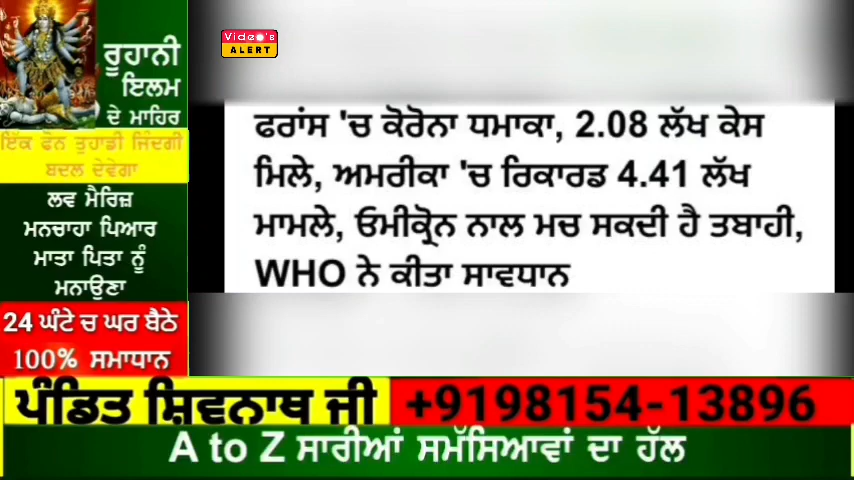 Video's
ALERT
ਰੂਹਾਨੀ
ਇਲਮ
ਦੇ ਮਾਹਿਰ
ਇੱਕ ਫੋਨ ਤੁਹਾਡੀ ਜਿੰਦਗੀ
ਬਦਲ ਦੇਵੇਗਾ
ਲਵ ਮੈਰਿਜ਼
ਮਨਚਾਹਾ ਪਿਆਰ
ਮਾਤਾ ਪਿਤਾ ਨੂੰ
ਮਨਾਉਣਾ
24 ਘੰਟੇ ਚ ਘਰ ਬੈਠੇ
100% ਸਮਾਧਾਨ
ਫਰਾਂਸ 'ਚ ਕੋਰੋਨਾ ਧਮਾਕਾ, 2.08 ਲੱਖ ਕੇਸ
ਮਿਲੇ, ਅਮਰੀਕਾ 'ਚ ਰਿਕਾਰਡ 4.41 ਲੱਖ
ਮਾਮਲੇ, ਓਮੀਕ੍ਰੋਨ ਨਾਲ ਮਚ ਸਕਦੀ ਹੈ ਤਬਾਹੀ,
WHO ਨੇ ਕੀਤਾ ਸਾਵਧਾਨ
ਪੰਡਿਤ ਸ਼ਿਵਨਾਥ ਜੀ +9198154-13896
A to Z ਸਾਰੀਆਂ ਸਮੱਸਿਆਵਾਂ ਦਾ ਹੱਲ